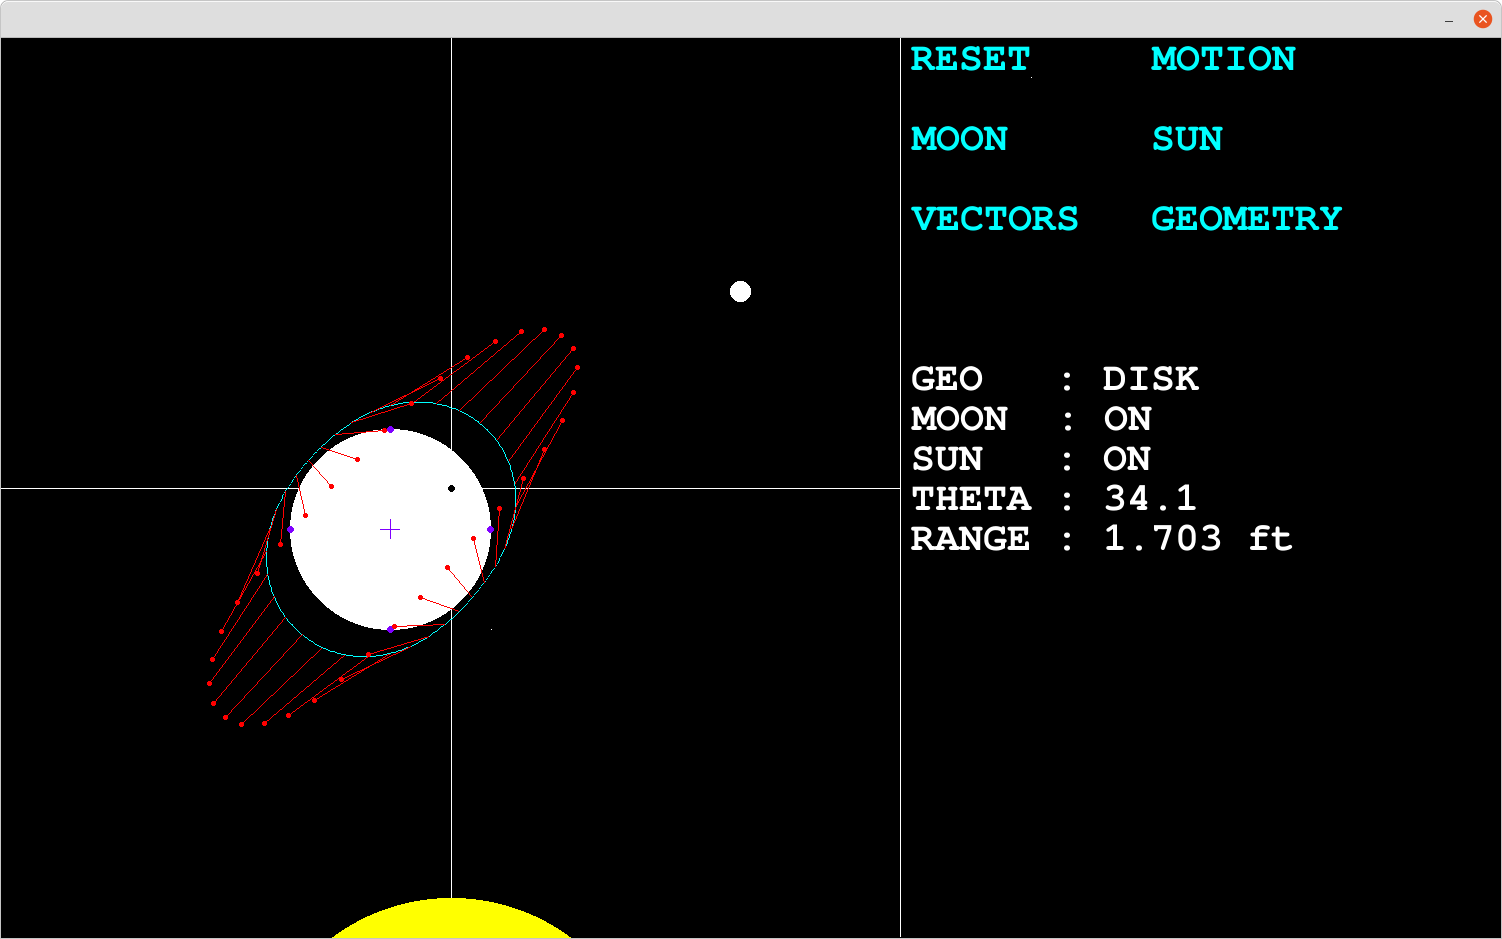 RESET MOTION
MOON SUN
VECTORS GEOMETRY
GEO : DISK
MOON : ON
SUN : ON
THETA : 34.1
RANGE : 1.703 ft